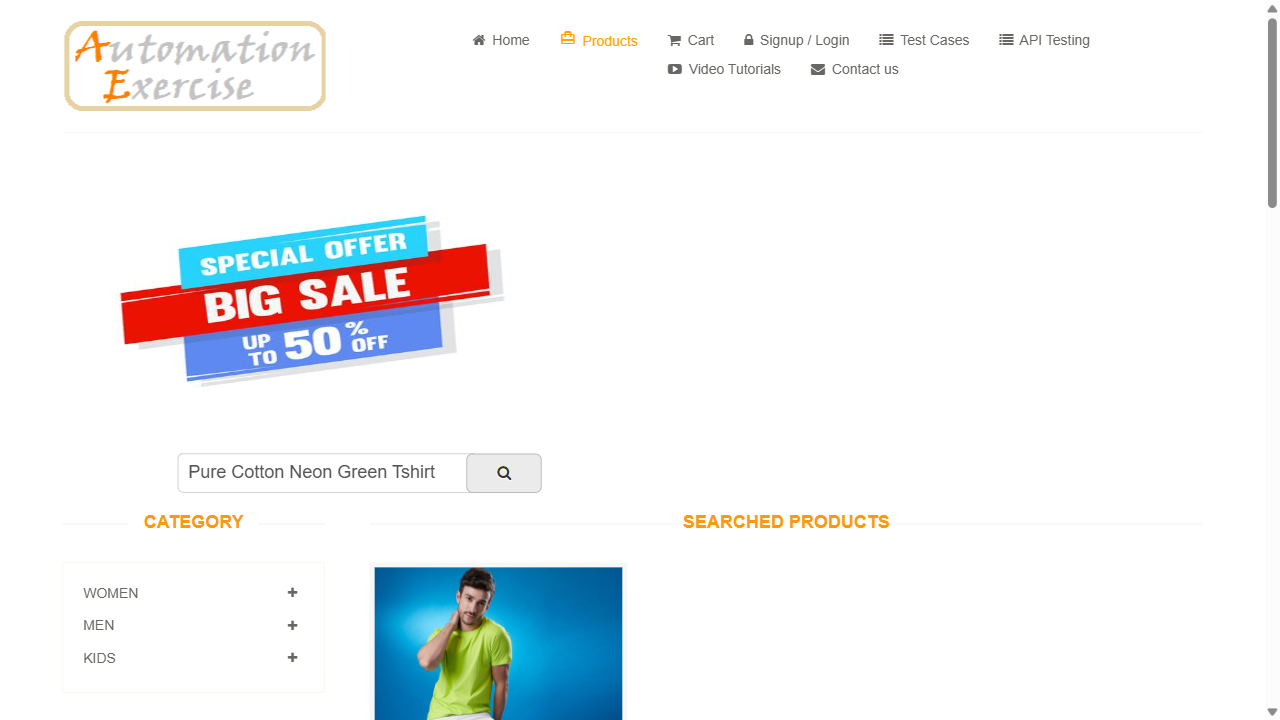 Automation
Exercise
Home
Products
Cart
Signup / Login
Test Cases
API Testing
Video Tutorials
Contact us
SPECIAL OFFER
BIG SALE
UP TO 50% OFF
Pure Cotton Neon Green Tshirt
CATEGORY
SEARCHED PRODUCTS
WOMEN
MEN
KIDS